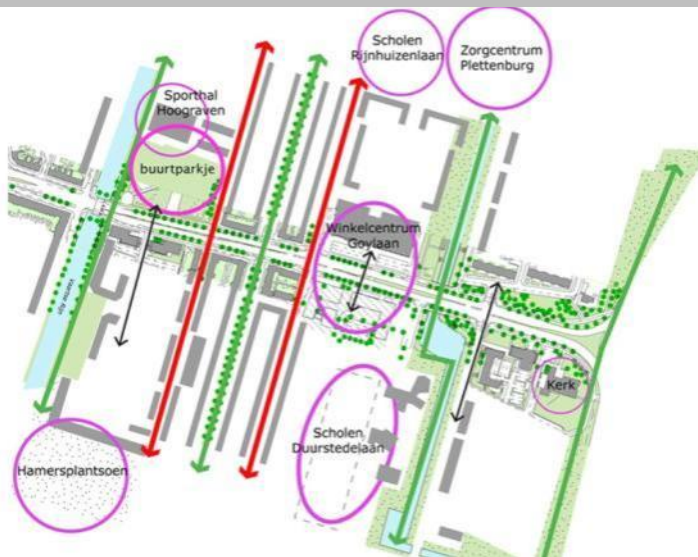 Scholen
Rijnhuizenlaan
Zorgcentrum
Plettenburg
Sporthal
Hoograven
buurtparkje
Winkelcentrum
Goylaan
Kerk
Scholen
Duurstedelaan
Hamersplantsoen